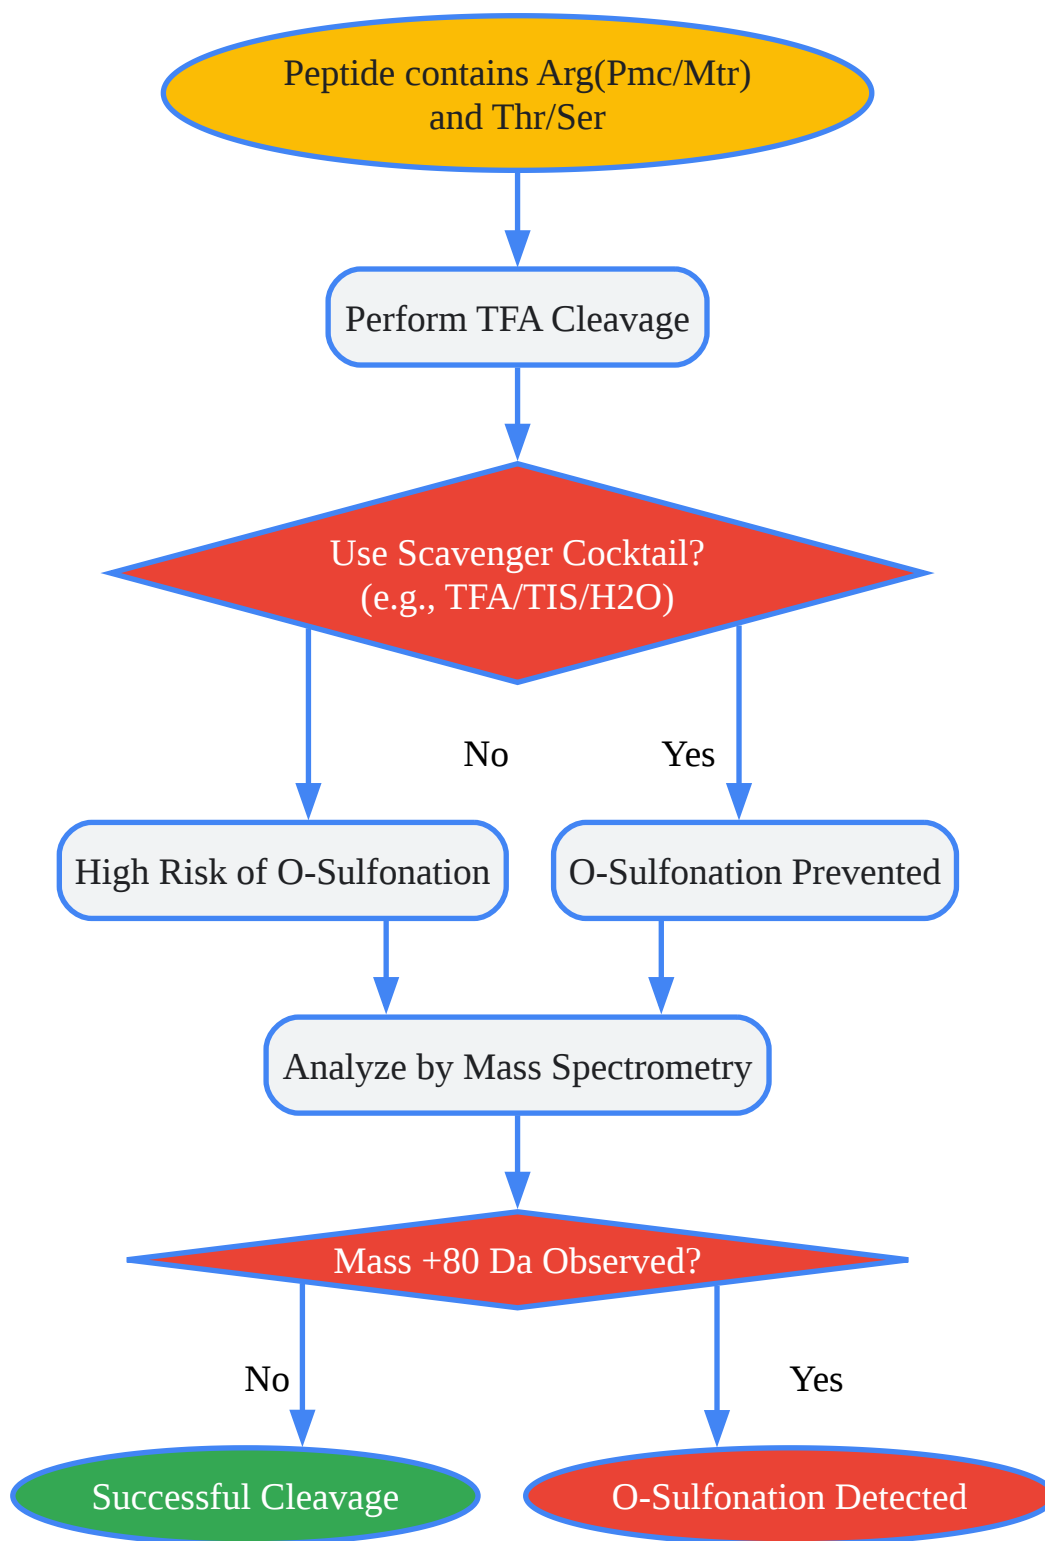 Peptide contains Arg(Pmc/Mtr)
and Thr/Ser
Perform TFA Cleavage
Use Scavenger Cocktail?
(e.g., TFA/TIS/H2O)
No
Yes
High Risk of O-Sulfonation
O-Sulfonation Prevented
Analyze by Mass Spectrometry
Mass +80 Da Observed?
No
Yes
Successful Cleavage
O-Sulfonation Detected